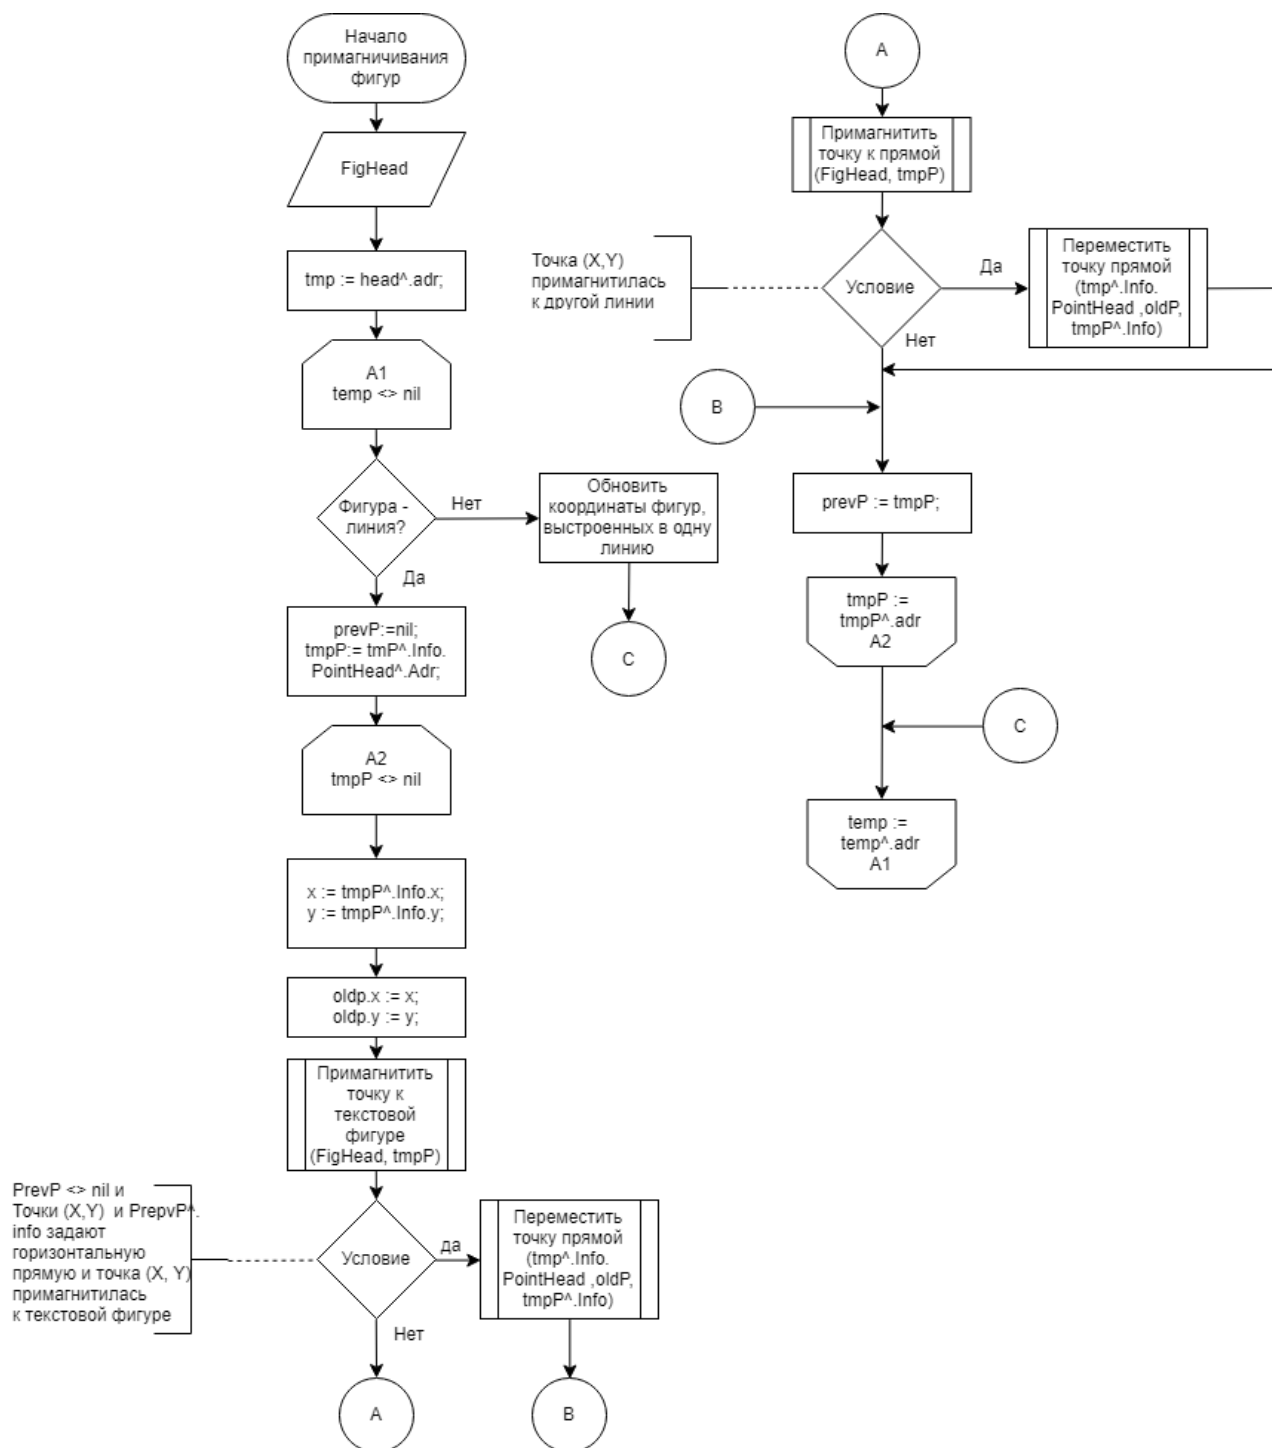 Начало
примагничивания
фигур
FigHead
tmp := head^.adr;
A1
temp <> nil
Фигура -
линия?
Нет
Обновить
координаты фигур,
выстроенных в одну
линию
C
Да
prevP:=nil;
tmpP:= tmP^.Info.
PointHead^.Adr;
A2
tmpP <> nil
x := tmpP^.Info.x;
y := tmpP^.Info.y;
oldp.x := x;
oldp.y := y;
Примагнитить
точку к
текстовой
фигуре
(FigHead, tmpP)
PrevP <> nil и
Точки (X,Y) и PrepvP^.
info задают
горизонтальную
прямую и точка (X, Y)
примагнитилась
к текстовой фигуре
Условие
да
Переместить
точку прямой
(tmp^.Info.
PointHead ,oldP,
tmpP^.Info)
Нет
A
B
A
Примагнитить
точку к прямой
(FigHead, tmpP)
Точка (X,Y)
примагнитилась
к другой линии
Условие
Да
Переместить
точку прямой
(tmp^.Info.
PointHead ,oldP,
tmpP^.Info)
Нет
B
prevP := tmpP;
tmpP :=
tmpP^.adr
A2
C
temp :=
temp^.adr
A1